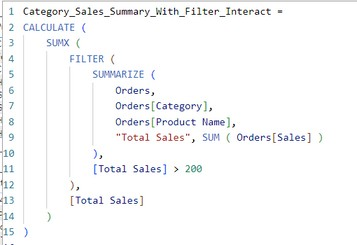 1 Category_Sales_Summary_With_Filter_Interact =
2 CALCULATE (
3 SUMX (
4 FILTER (
5 SUMMARIZE (
6 Orders,
7 Orders[Category],
8 Orders[Product Name],
9 "Total Sales", SUM ( Orders[Sales] )
10 ),
11 [Total Sales] > 200
12 ),
13 [Total Sales]
14 )
15 )